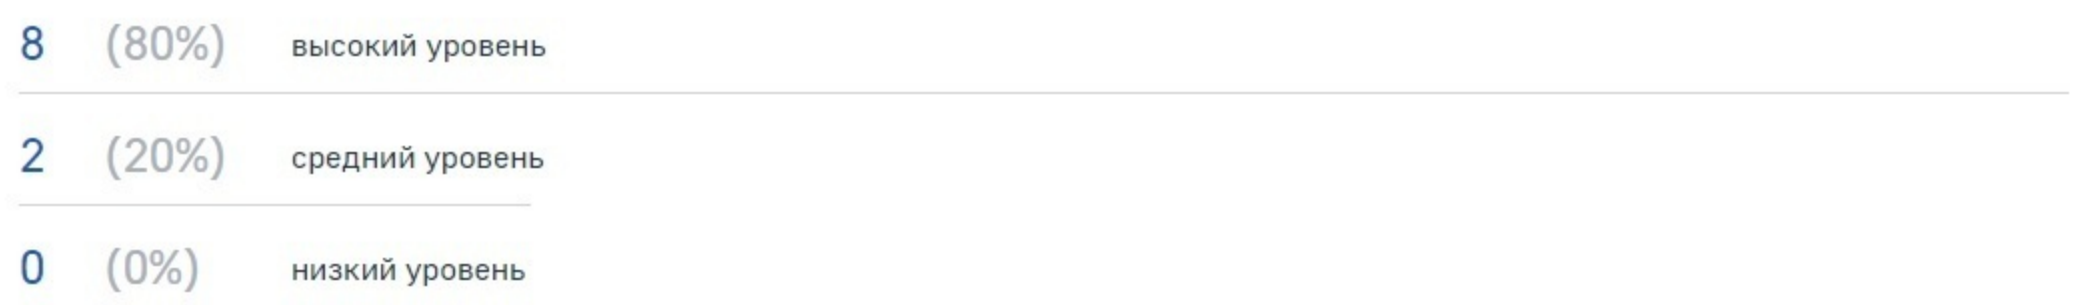 8 (80%) высокий уровень
2 (20%) средний уровень
0 (0%) низкий уровень